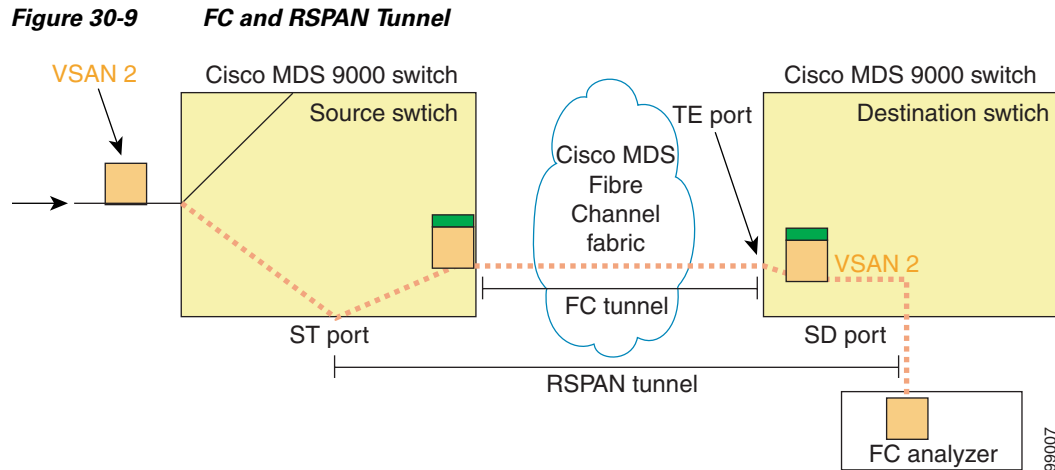 Figure 30-9 FC and RSPAN Tunnel
VSAN 2
Cisco MDS 9000 switch
Source swtich
Cisco MDS 9000 switch
Destination swtich
TE port
Cisco MDS
Fibre
Channel
fabric
VSAN 2
FC tunnel
ST port
SD port
RSPAN tunnel
FC analyzer
99007